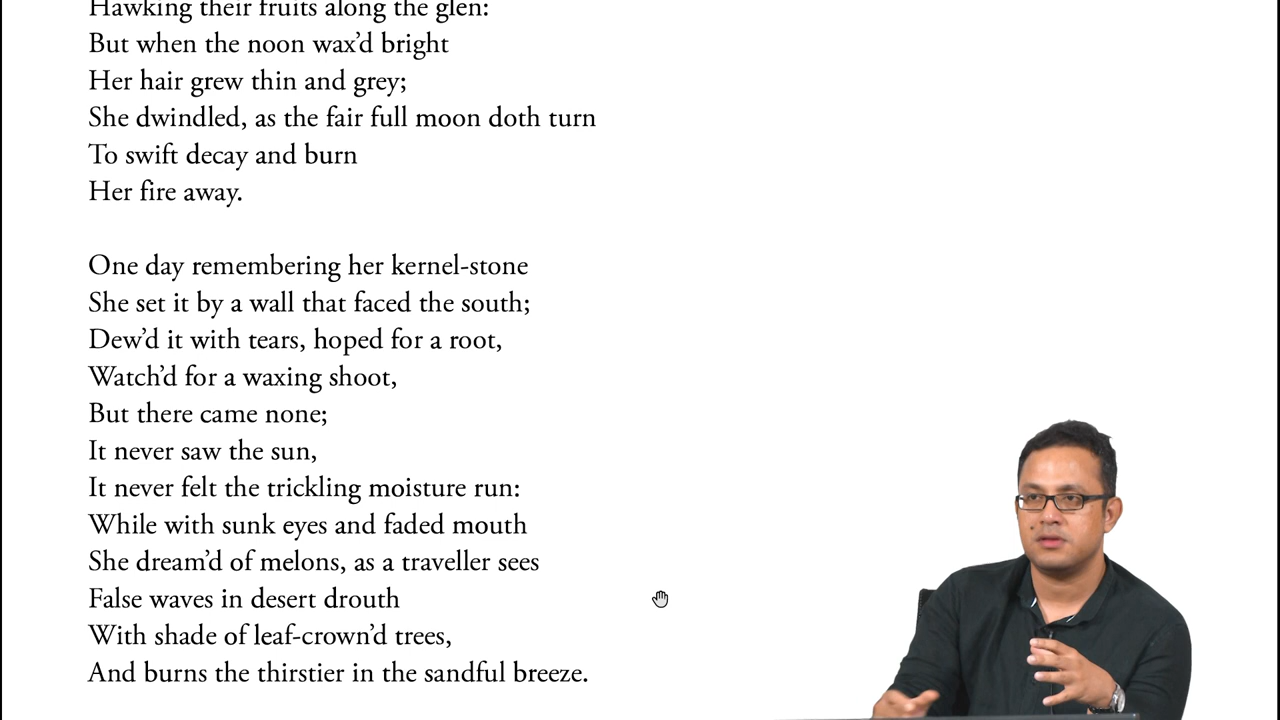 Hawking their fruits along the glen:
But when the noon wax’d bright
Her hair grew thin and grey;
She dwindled, as the fair full moon doth turn
To swift decay and burn
Her fire away.
One day remembering her kernel-stone
She set it by a wall that faced the south;
Dew’d it with tears, hoped for a root,
Watch’d for a waxing shoot,
But there came none;
It never saw the sun,
It never felt the trickling moisture run:
While with sunk eyes and faded mouth
She dream’d of melons, as a traveller sees
False waves in desert drouth
With shade of leaf-crown’d trees,
And burns the thirstier in the sandful breeze.